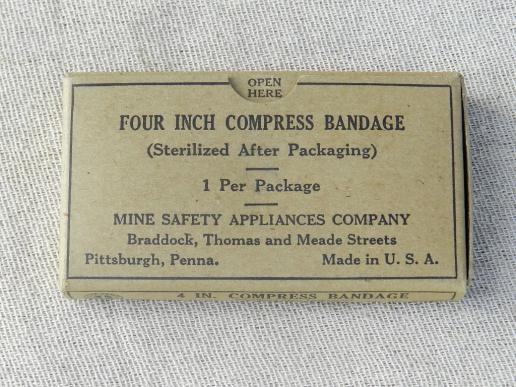 OPEN
HERE
FOUR INCH COMPRESS BANDAGE
(Sterilized After Packaging)
1 Per Package
MINE SAFETY APPLIANCES COMPANY
Braddock, Thomas and Meade Streets
Pittsburgh, Penna. Made in U. S. A.
4 IN. COMPRESS BANDAGE